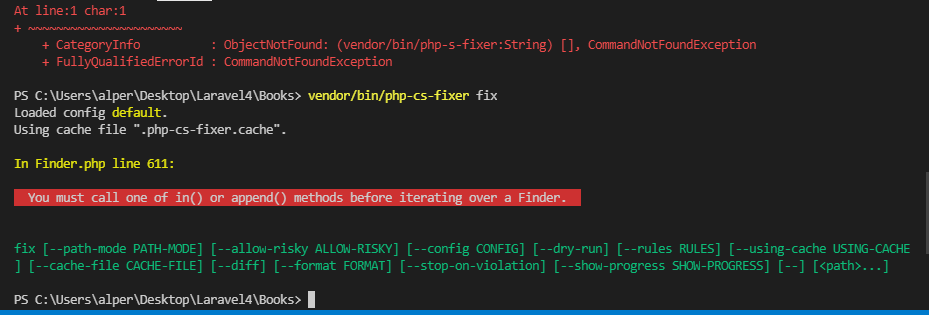 At line:1 char:1
+ ~~~~~~~~~~~~~~~~~~~~~~
+ CategoryInfo : ObjectNotFound: (vendor/bin/php-s-fixer:String) [], CommandNotFoundException
+ FullyQualifiedErrorId : CommandNotFoundException
PS C:\Users\alper\Desktop\Laravel4\Books> vendor/bin/php-cs-fixer fix
Loaded config default.
Using cache file ".php-cs-fixer.cache".
In Finder.php line 611:
You must call one of in() or append() methods before iterating over a Finder.
fix [--path-mode PATH-MODE] [--allow-risky ALLOW-RISKY] [--config CONFIG] [--dry-run] [--rules RULES] [--using-cache USING-CACHE
] [--cache-file CACHE-FILE] [--diff] [--format FORMAT] [--stop-on-violation] [--show-progress SHOW-PROGRESS] [--] [<path>...]
PS C:\Users\alper\Desktop\Laravel4\Books>